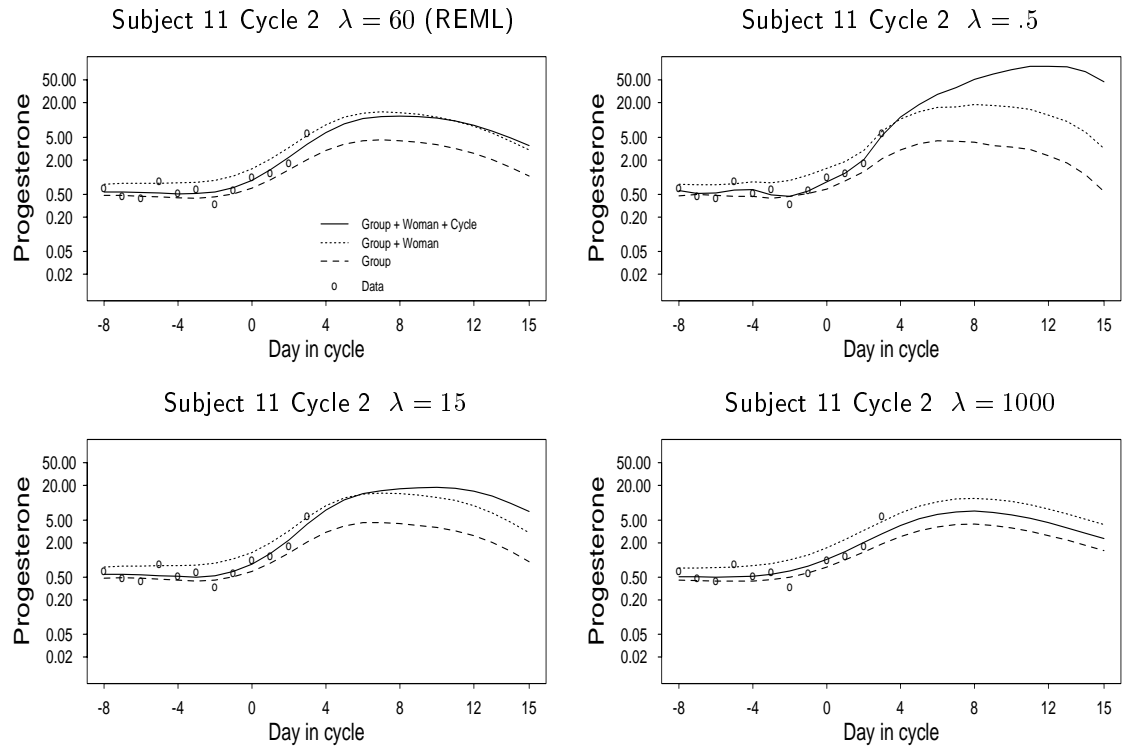 Subject 11 Cycle 2 λ = 60 (REML)
Progesterone
50.00
20.00
5.00
2.00
0.50
0.20
0.05
0.02
Group + Woman + Cycle
Group + Woman
Group
o Data
-8 -4 0 4 8 12 15
Day in cycle
Subject 11 Cycle 2 λ = .5
Progesterone
50.00
20.00
5.00
2.00
0.50
0.20
0.05
0.02
-8 -4 0 4 8 12 15
Day in cycle
Subject 11 Cycle 2 λ = 15
Progesterone
50.00
20.00
5.00
2.00
0.50
0.20
0.05
0.02
-8 -4 0 4 8 12 15
Day in cycle
Subject 11 Cycle 2 λ = 1000
Progesterone
50.00
20.00
5.00
2.00
0.50
0.20
0.05
0.02
-8 -4 0 4 8 12 15
Day in cycle